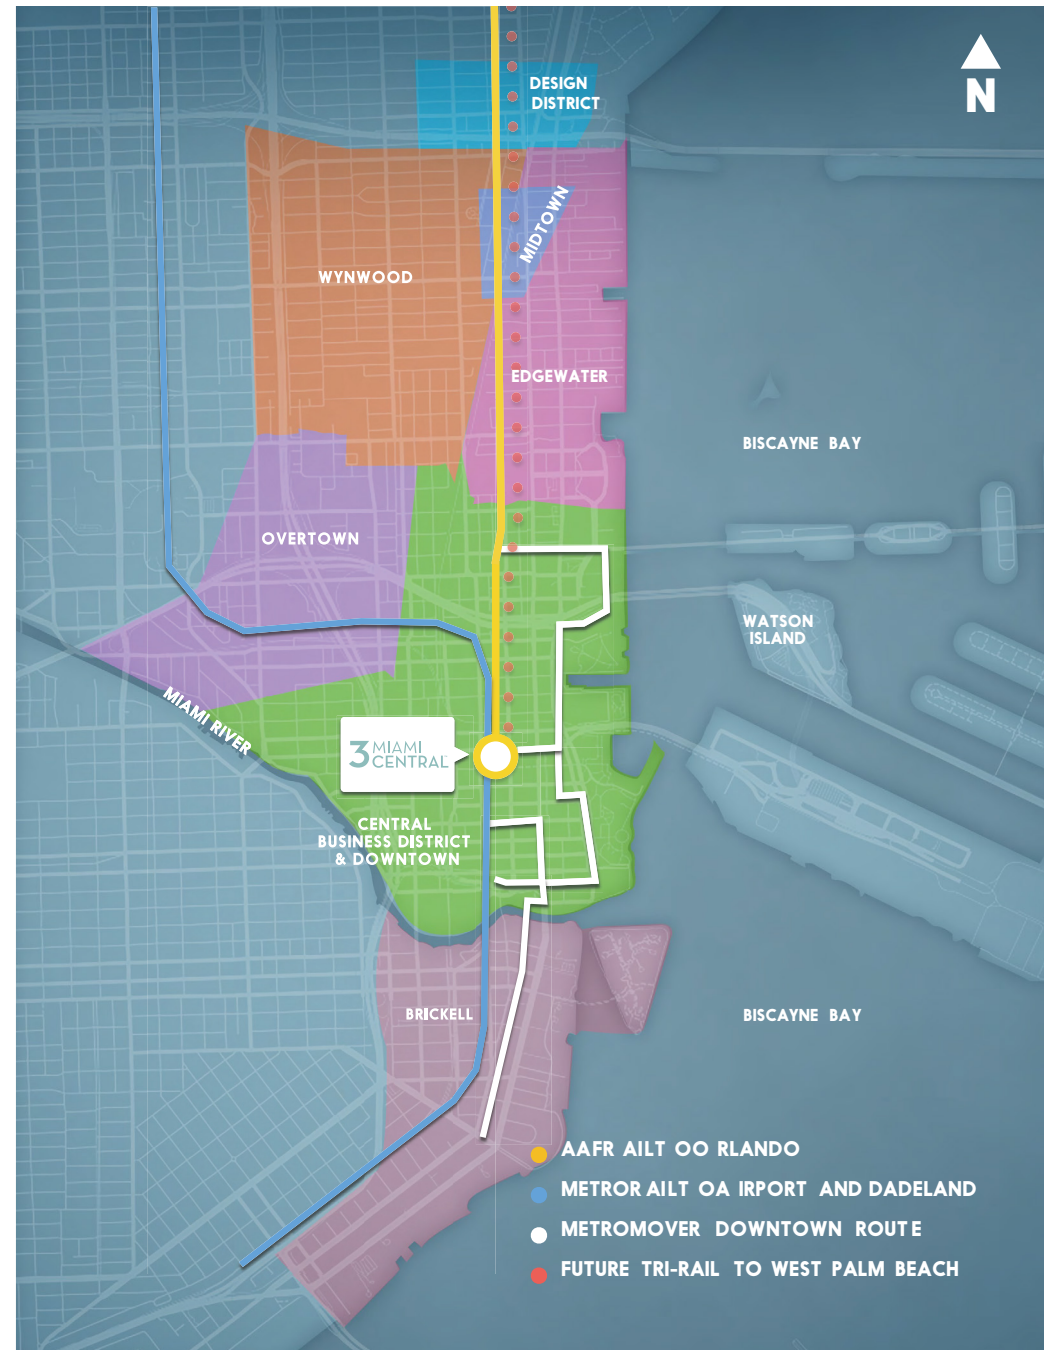 N
DESIGN
DISTRICT
MIDTOWN
WYNWOOD
EDGEWATER
BISCAYNE BAY
OVERTOWN
WATSON
ISLAND
MIAMI RIVER
3 MIAMI
CENTRAL
CENTRAL
BUSINESS DISTRICT
& DOWNTOWN
BRICKELL
BISCAYNE BAY
AAFR AILT OO RLANDO
METROR AILT OA IRPORT AND DADELAND
METROMOVER DOWNTOWN ROUT E
FUTURE TRI-RAIL TO WEST PALM BEACH